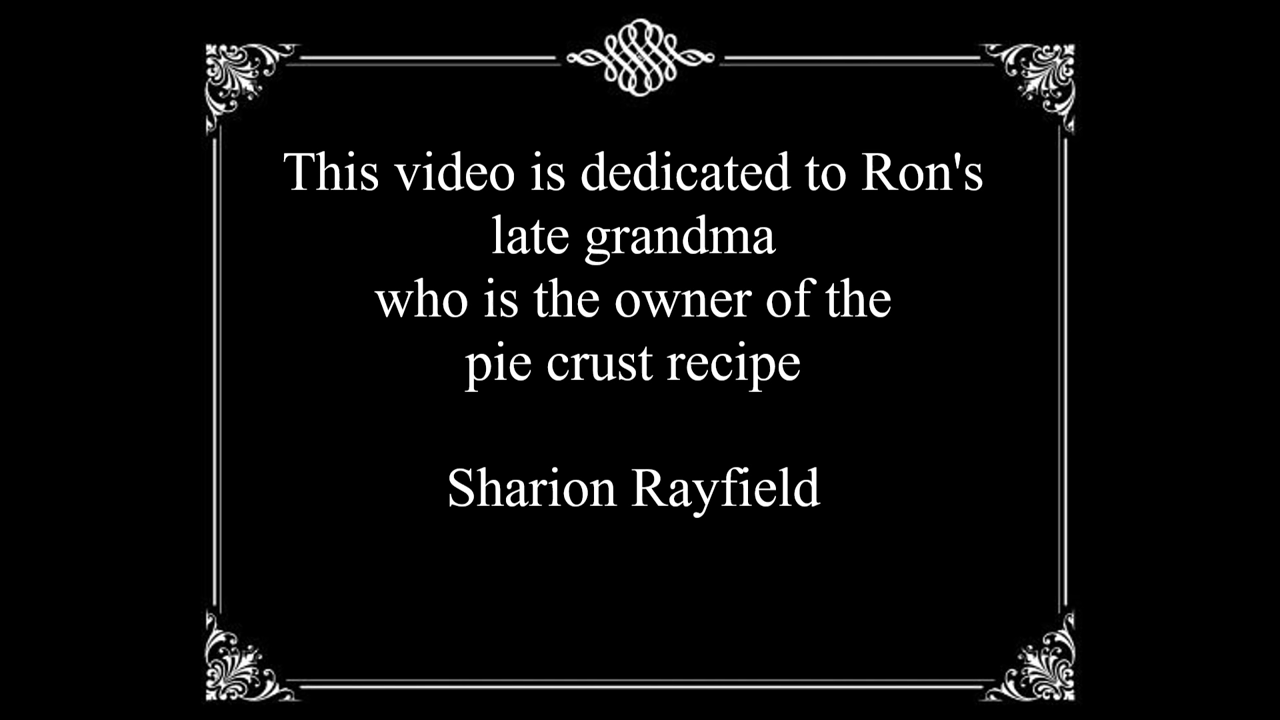 This video is dedicated to Ron's
late grandma
who is the owner of the
pie crust recipe
Sharion Rayfield